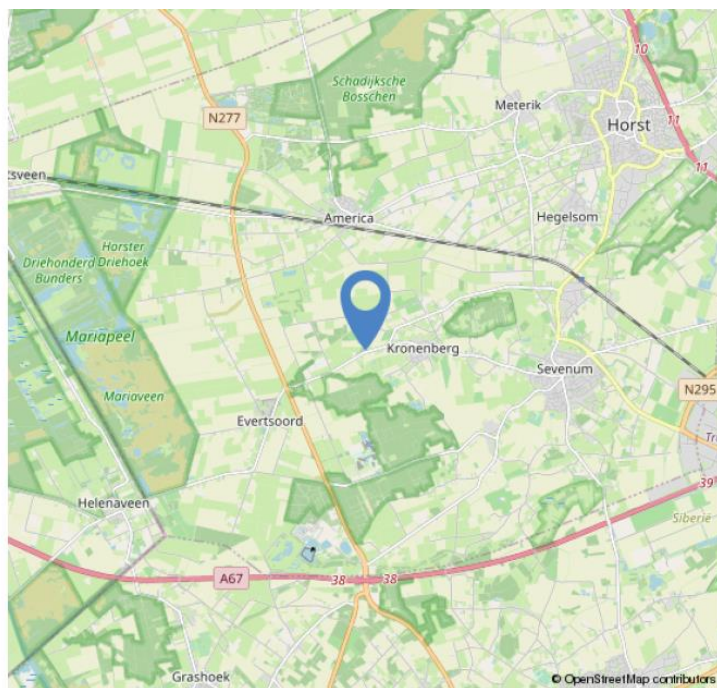 10
Schadijksche
Bosschen
Meterik
N277
Horst
11
11
tsveen
America
Hegelsom
Horster
Driehoek
Driehonderd
Bunders
Mariapeel
Kronenberg
Sevenum
N295
Mariaveen
Evertsoord
Tr
39
Helenaveen
Siberië
A67
38
38
Grashoek
© OpenStreetMap contributors